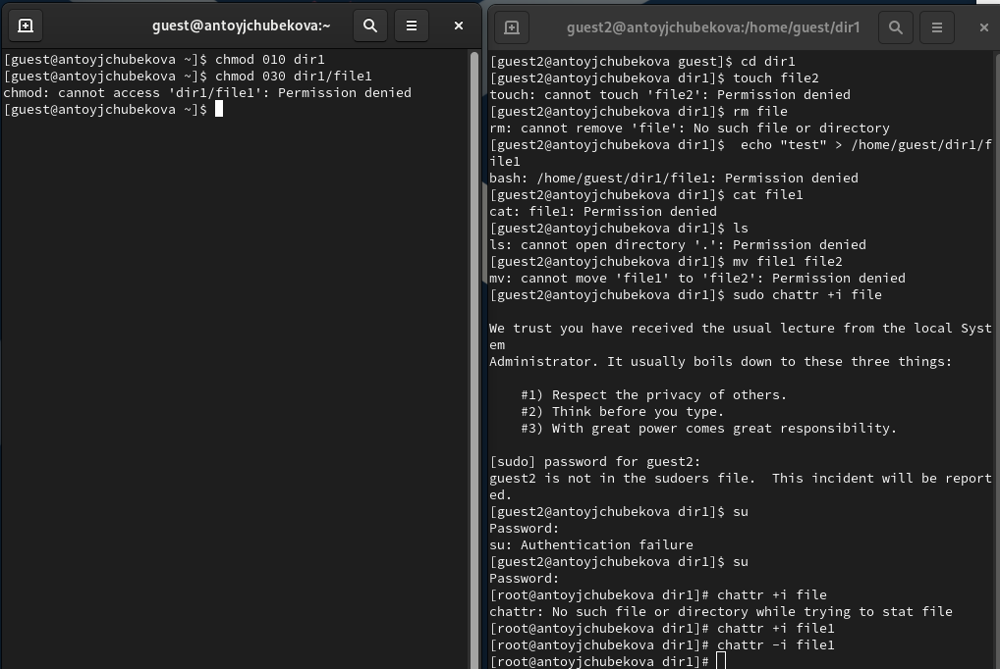 guest@antoyjchubekova:~
[guest@antoyjchubekova ~]$ chmod 010 dir1
[guest@antoyjchubekova ~]$ chmod 030 dir1/file1
chmod: cannot access 'dir1/file1': Permission denied
[guest@antoyjchubekova ~]$
guest2@antoyjchubekova:/home/guest/dir1
[guest2@antoyjchubekova guest]$ cd dir1
[guest2@antoyjchubekova dir1]$ touch file2
touch: cannot touch 'file2': Permission denied
[guest2@antoyjchubekova dir1]$ rm file
rm: cannot remove 'file': No such file or directory
[guest2@antoyjchubekova dir1]$  echo "test" > /home/guest/dir1/f
ile1
bash: /home/guest/dir1/file1: Permission denied
[guest2@antoyjchubekova dir1]$ cat file1
cat: file1: Permission denied
[guest2@antoyjchubekova dir1]$ ls
ls: cannot open directory '.': Permission denied
[guest2@antoyjchubekova dir1]$ mv file1 file2
mv: cannot move 'file1' to 'file2': Permission denied
[guest2@antoyjchubekova dir1]$ sudo chattr +i file
We trust you have received the usual lecture from the local Syst
em
Administrator. It usually boils down to these three things:
#1) Respect the privacy of others.
#2) Think before you type.
#3) With great power comes great responsibility.
[sudo] password for guest2:
guest2 is not in the sudoers file.  This incident will be report
ed.
[guest2@antoyjchubekova dir1]$ su
Password:
su: Authentication failure
[guest2@antoyjchubekova dir1]$ su
Password:
[root@antoyjchubekova dir1]# chattr +i file
chattr: No such file or directory while trying to stat file
[root@antoyjchubekova dir1]# chattr +i file1
[root@antoyjchubekova dir1]# chattr -i file1
[root@antoyjchubekova dir1]#